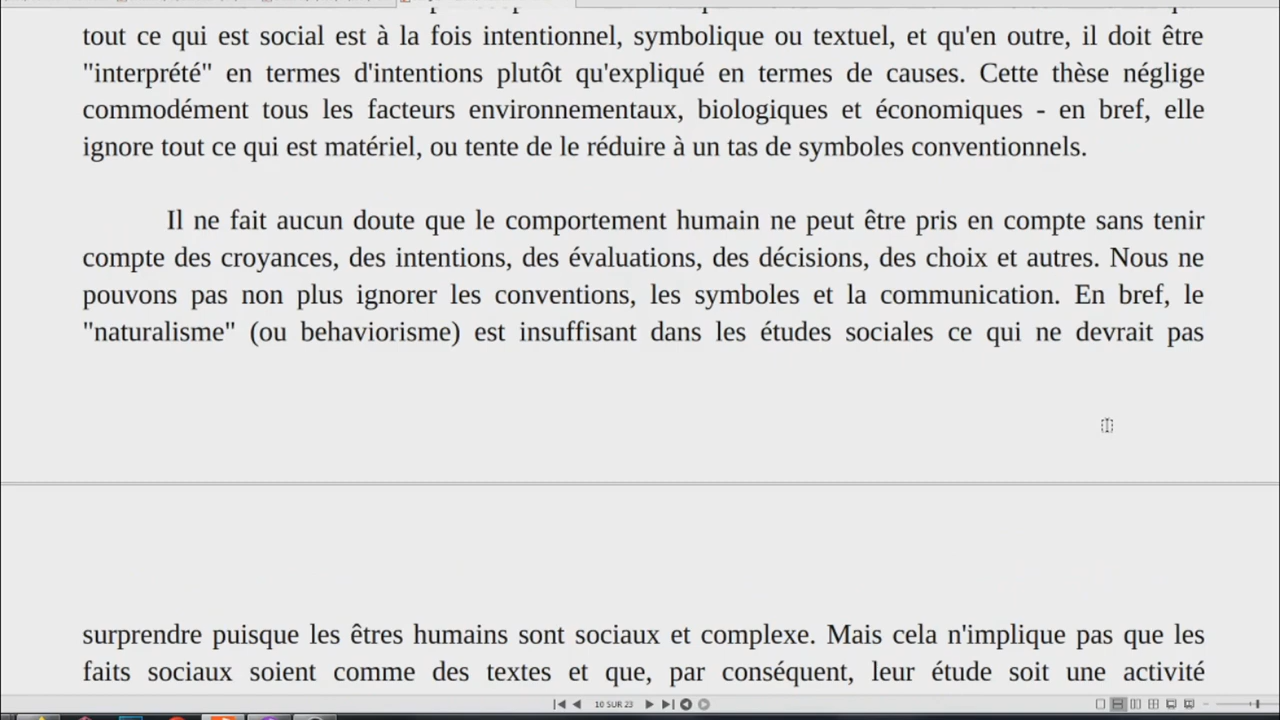 tout ce qui est social est à la fois intentionnel, symbolique ou textuel, et qu'en outre, il doit être
"interprété" en termes d'intentions plutôt qu'expliqué en termes de causes. Cette thèse néglige
commodément tous les facteurs environnementaux, biologiques et économiques - en bref, elle
ignore tout ce qui est matériel, ou tente de le réduire à un tas de symboles conventionnels.
Il ne fait aucun doute que le comportement humain ne peut être pris en compte sans tenir
compte des croyances, des intentions, des évaluations, des décisions, des choix et autres. Nous ne
pouvons pas non plus ignorer les conventions, les symboles et la communication. En bref, le
"naturalisme" (ou behaviorisme) est insuffisant dans les études sociales ce qui ne devrait pas
surprendre puisque les êtres humains sont sociaux et complexe. Mais cela n'implique pas que les
faits sociaux soient comme des textes et que, par conséquent, leur étude soit une activité
10 SUR 23